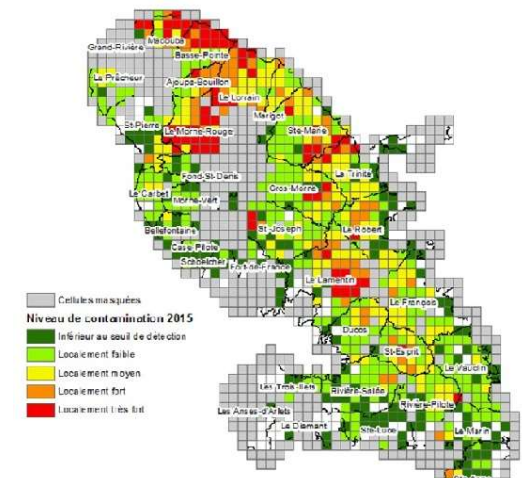 Macouba
Grand-Rivière
Basse-Pointe
Le Prêcheur
Ajoupa-Bouillon
Le Lorrain
Marigot
St-Pierre
Le Morne-Rouge
Ste-Marie
La Trinité
Fond-St-Denis
Gros-Morne
Le Carbet
Morne-Vert
Bellefontaine
St-Joseph
Le Robert
Case-Pilote
Schoelcher
Fort-de-France
Le Lamentin
Le François
Ducos
St-Esprit
Le Vauclin
Les Trois-Ilets
Rivière-Salée
Rivière-Pilote
Les Anses-d'Arlets
Le Diamant
Ste-Luce
Le Marin
Cellules masquées
Niveau de contamination 2015
Inférieur au seuil de détection
Localement faible
Localement moyen
Localement fort
Localement très fort